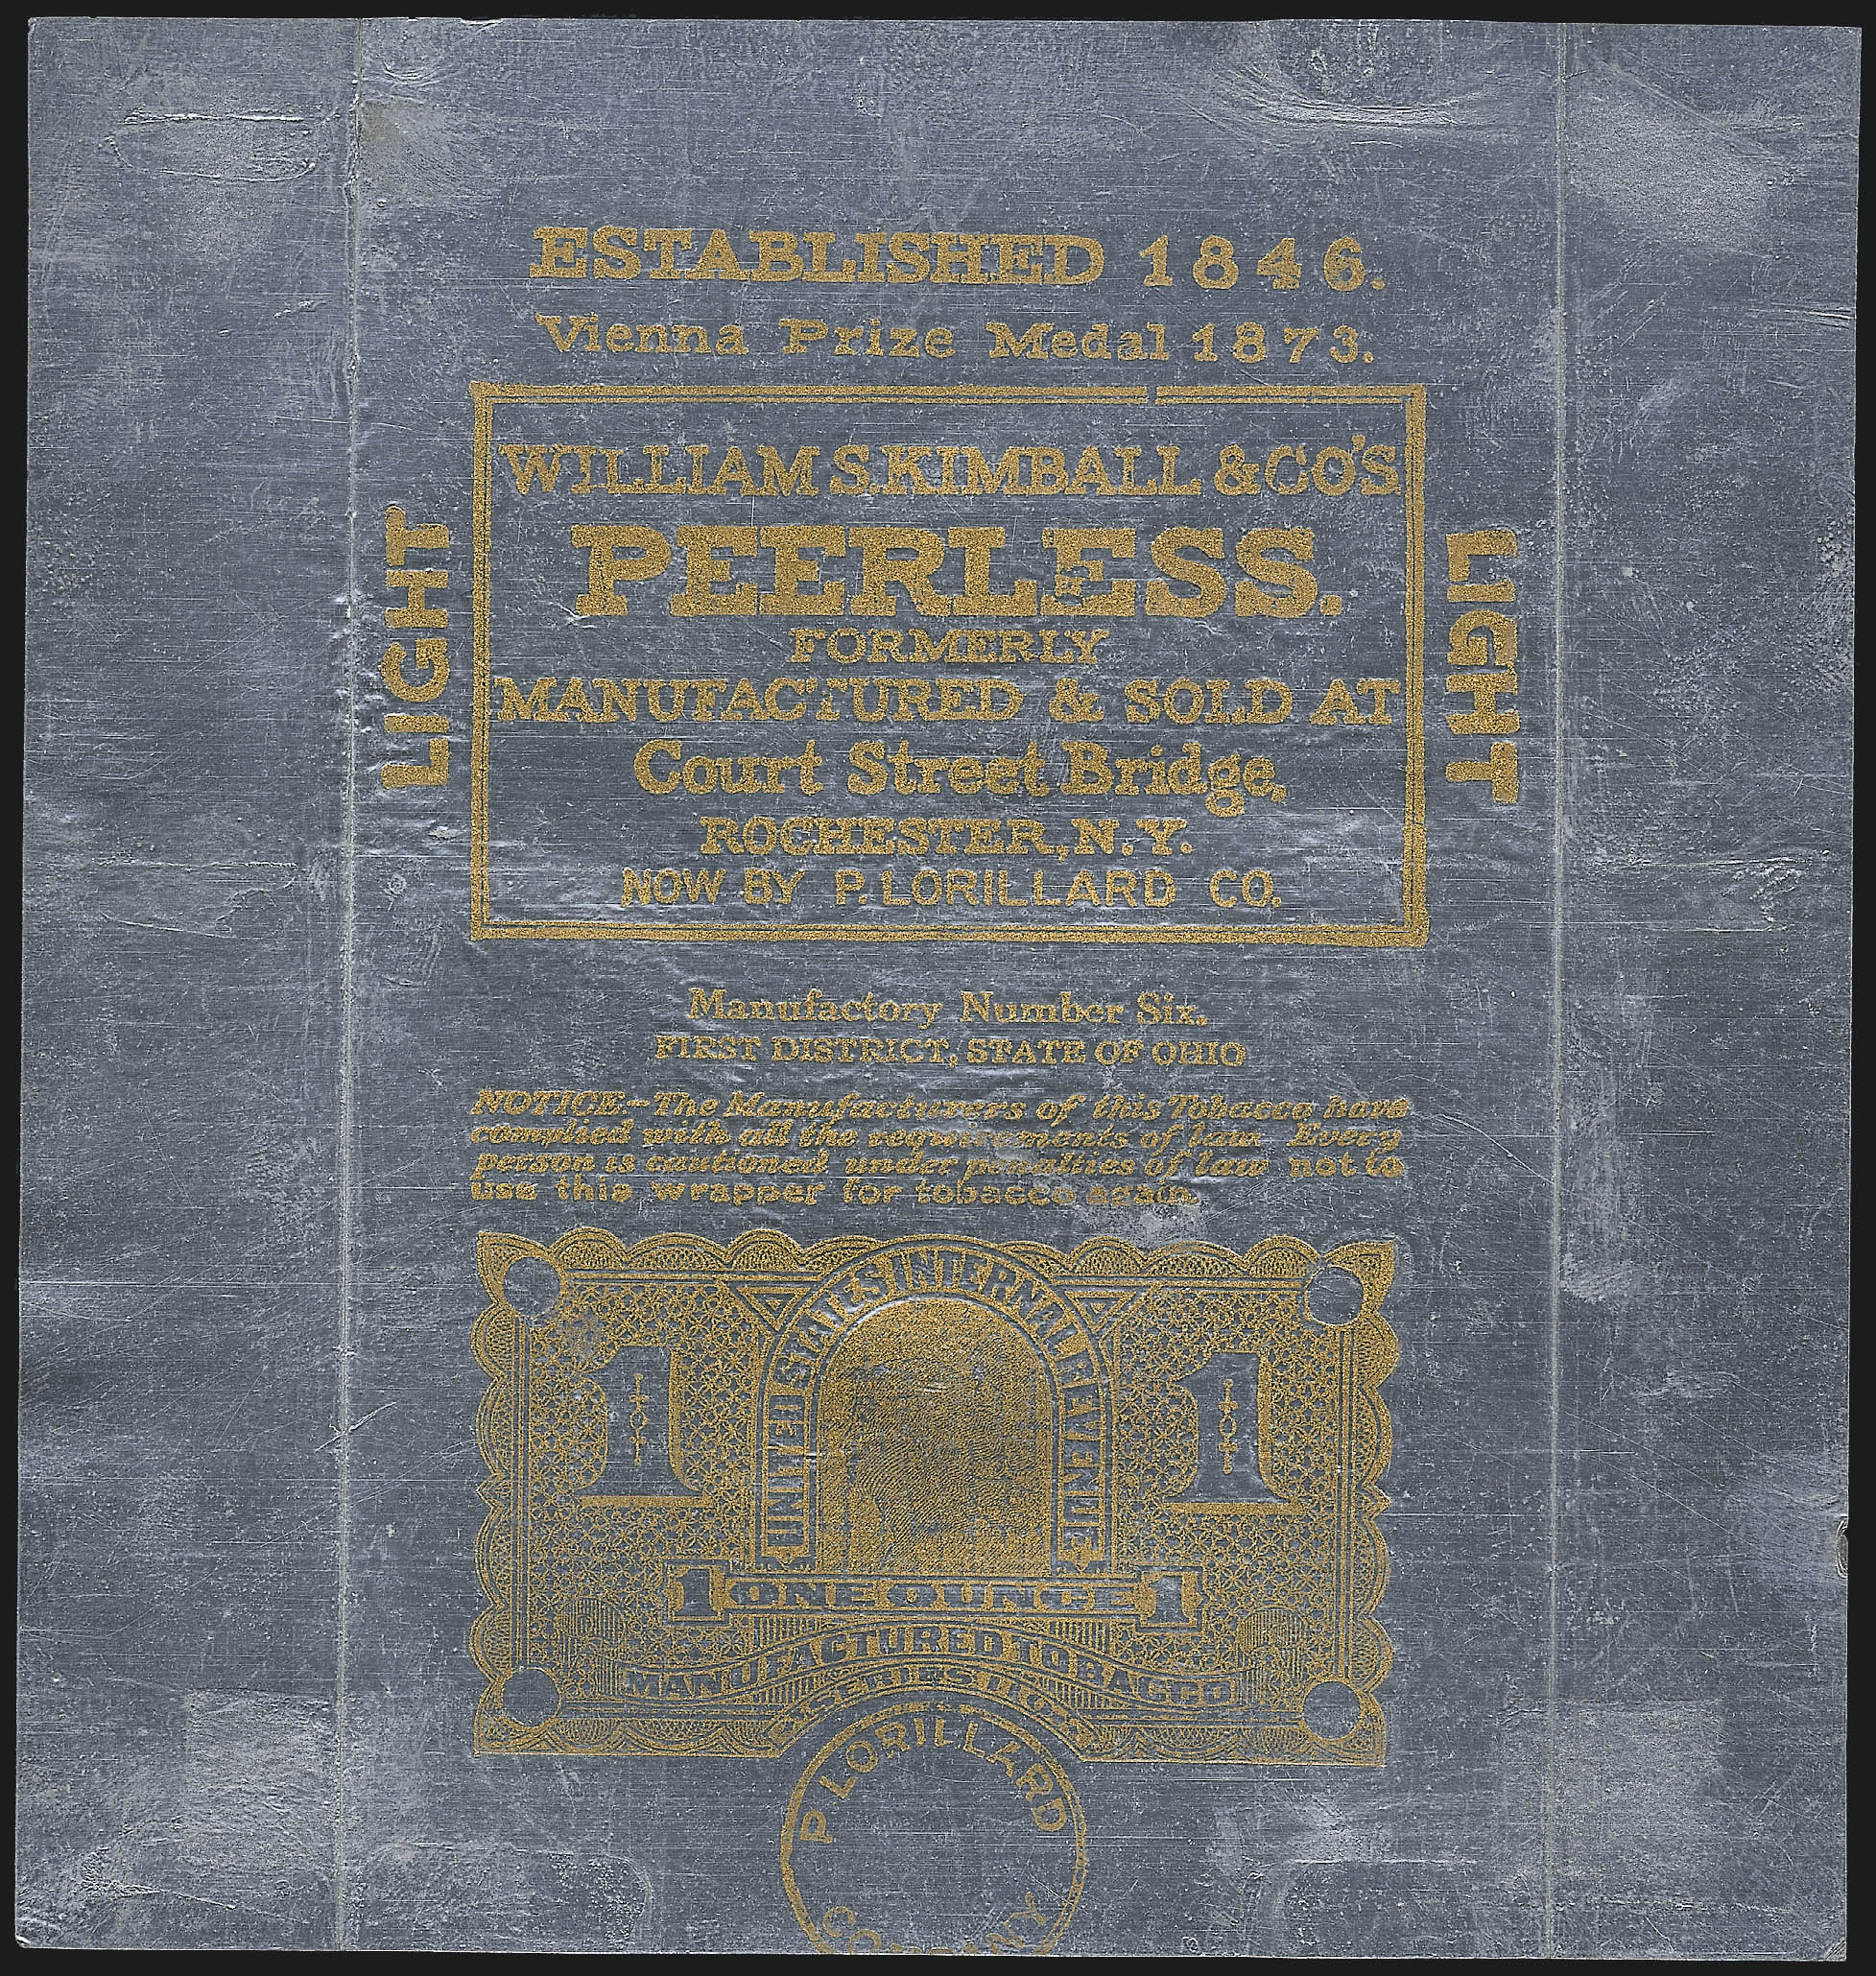 ESTABLISHED 1846.
Vienna Prize Medal 1873.
WILLIAM S. KIMBALL & CO'S
PEERLESS.
FORMERLY
MANUFACTURED & SOLD AT
Court Street Bridge,
ROCHESTER, N.Y.
NOW BY P. LORILLARD CO.
LIGHT
LIGHT
Manufactory Number Six,
FIRST DISTRICT, STATE OF OHIO
NOTICE:-The Manufacturers of this Tobacco have
complied with all the requirements of law Every
person is cautioned under penalties of law not to
use this wrapper for tobacco again.
UNITED STATES INTERNAL REVENUE
1 1
1 ONE OUNCE 1
MANUFACTURED TOBACCO
SERIES
P LORILLARD
COMPANY